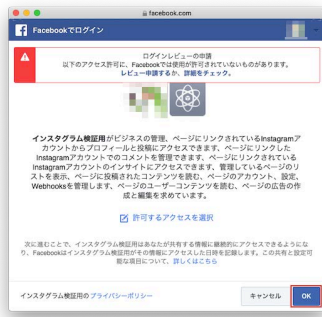 facebook.com
Facebookでログイン
ログインレビューの申請
以下のアクセス許可に、Facebookでは使用が許可されていないものがあります。
レビュー申請するか、詳細をチェック。
インスタグラム検証用がビジネスの管理、ページにリンクされているInstagramア
カウントからプロフィールと投稿にアクセスできます、ページにリンクした
Instagramアカウントでのコメントを管理できます、ページにリンクされている
Instagramアカウントのインサイトにアクセスできます、管理しているページのリ
ストを表示、ページに投稿されたコンテンツを読む、ページのアカウント、設定、
Webhooksを管理します、ページのユーザーコンテンツを読む、ページの広告の作
成と編集を求めています。
許可するアクセスを選択
次に進むことで、インスタグラム検証用はあなたが共有する情報に継続的にアクセスできるようにな
り、Facebookはインスタグラム検証用がその情報にアクセスした日時を記録します。この共有と設定可
能な項目について、詳しくはこちら
インスタグラム検証用のプライバシーポリシー
キャンセル
OK